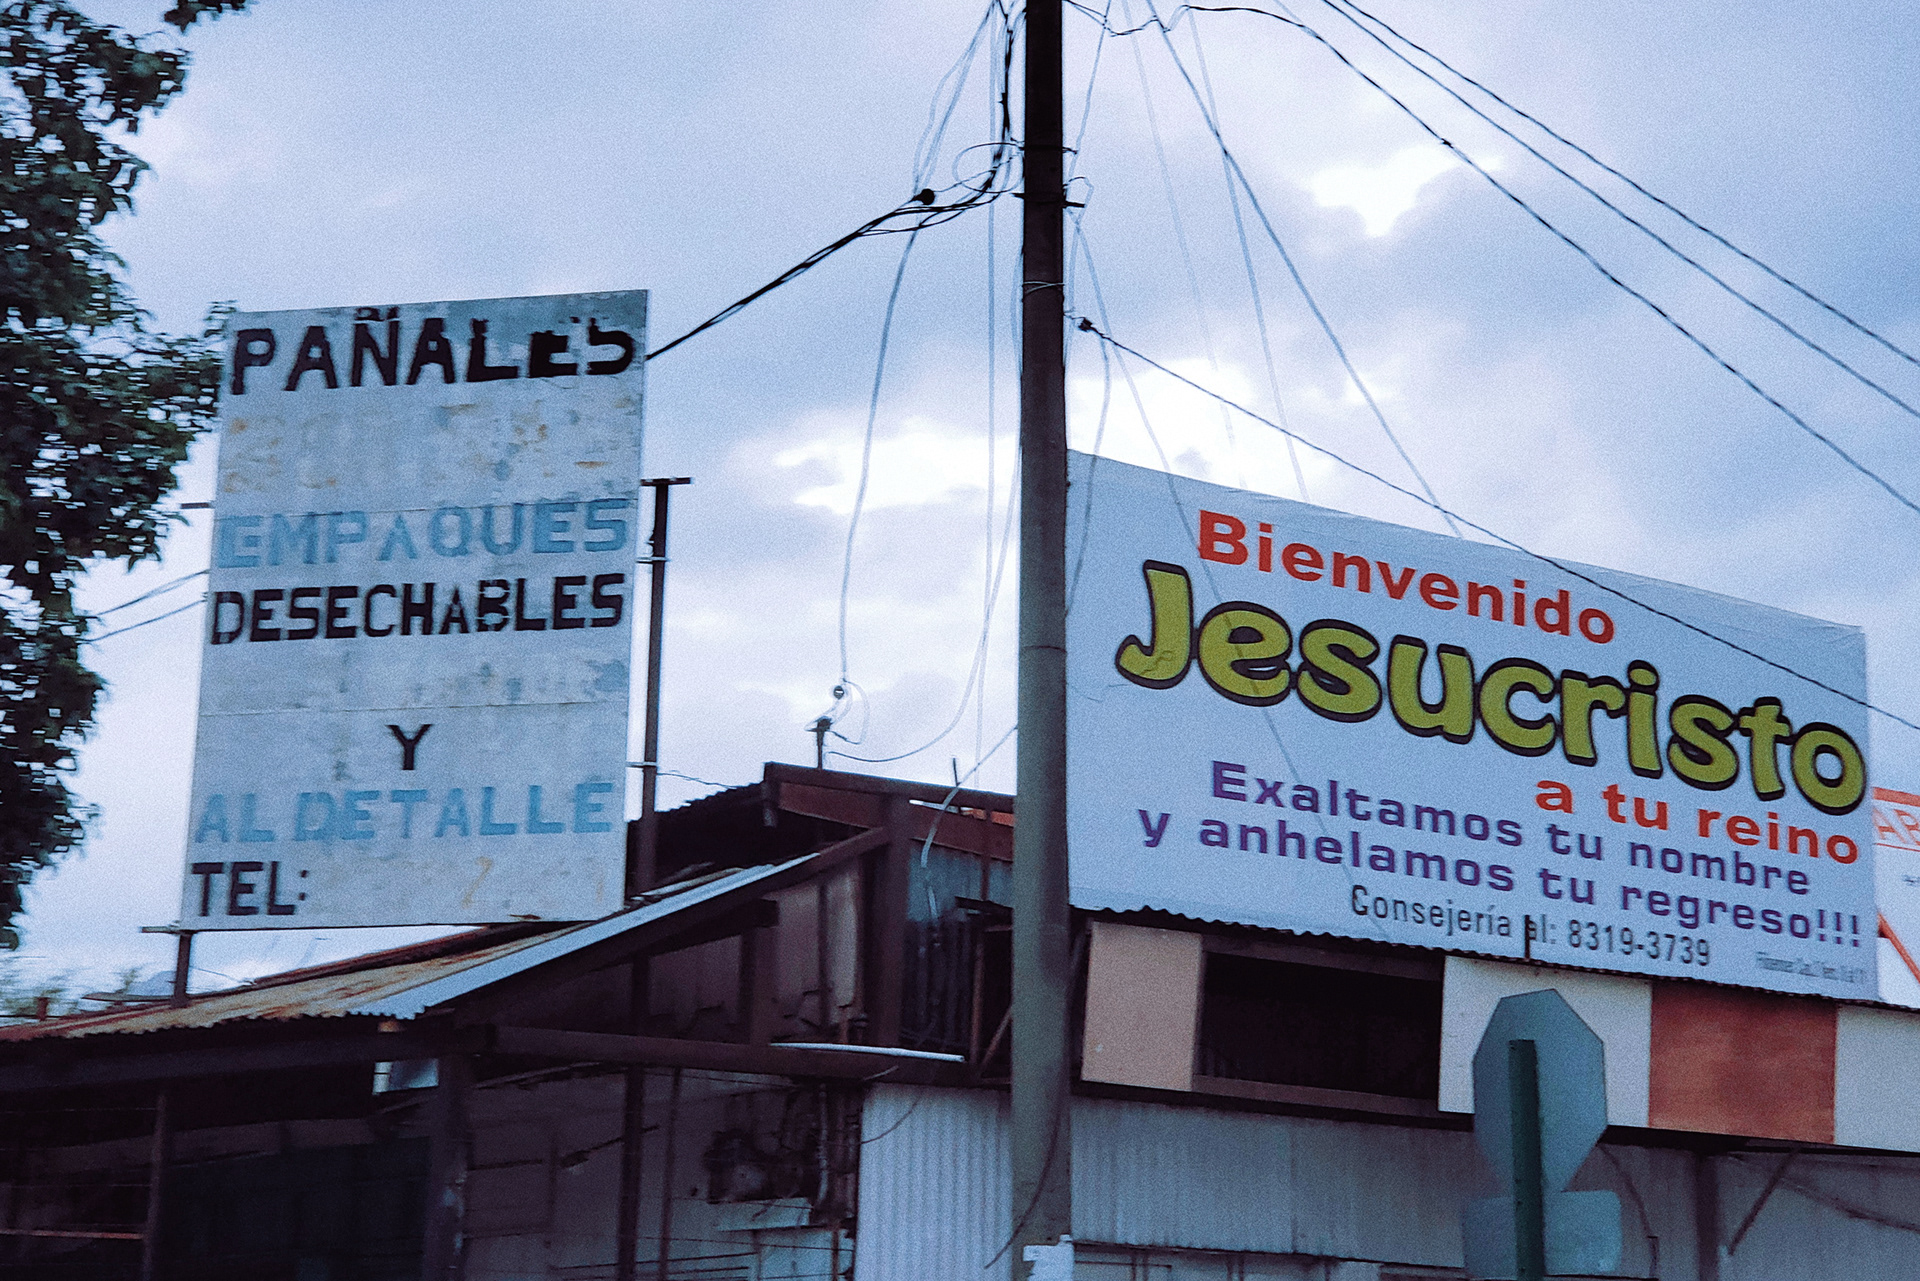 PAÑALES
EMPAQUES
DESECHABLES
Y
AL DETALLE
TEL:
Bienvenido
Jesucristo
a tu reino
Exaltamos tu nombre
y anhelamos tu regreso!!!
Consejería al: 8319-3739